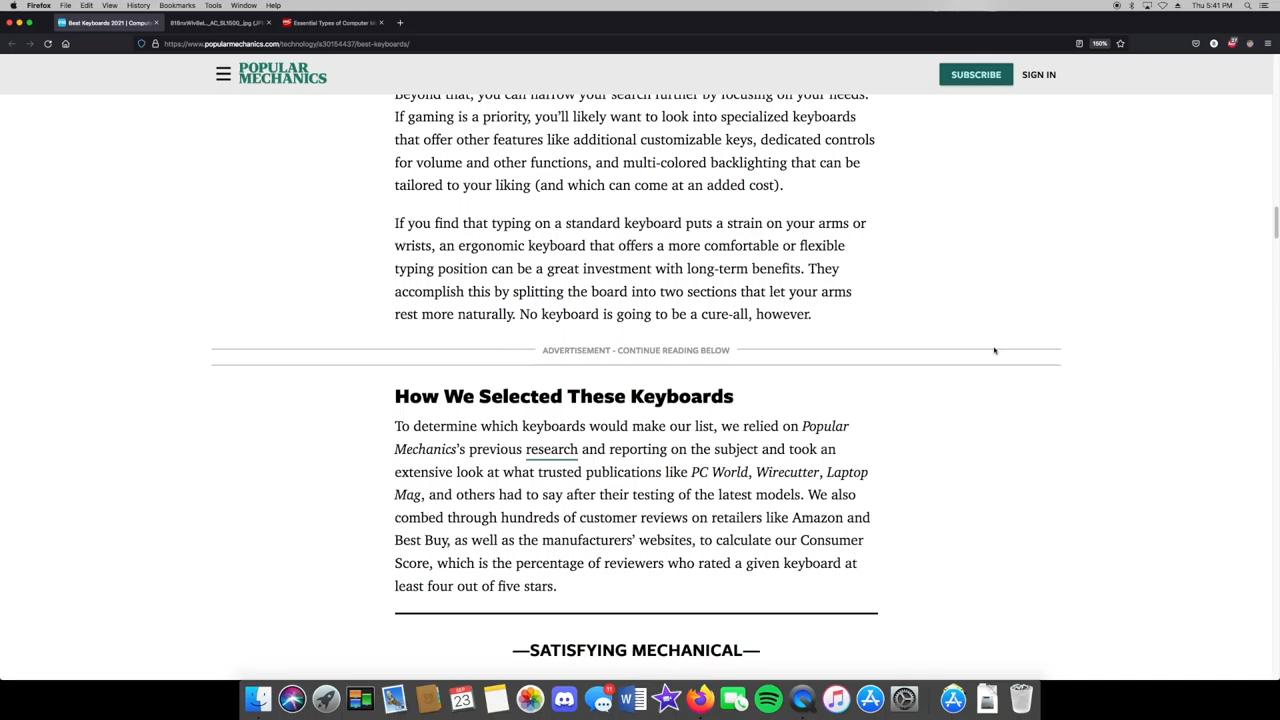 Firefox File Edit View History Bookmarks Tools Window Help Thu 5:41 PM
Best Keyboards 2021 | Compute
Essential Types of Computer M
https://www.popularmechanics.com/technology/a30154437/best-keyboards/ 150%
POPULAR
MECHANICS
SUBSCRIBE SIGN IN
Beyond that, you can narrow your search further by focusing on your needs.
If gaming is a priority, you’ll likely want to look into specialized keyboards
that offer other features like additional customizable keys, dedicated controls
for volume and other functions, and multi-colored backlighting that can be
tailored to your liking (and which can come at an added cost).
If you find that typing on a standard keyboard puts a strain on your arms or
wrists, an ergonomic keyboard that offers a more comfortable or flexible
typing position can be a great investment with long-term benefits. They
accomplish this by splitting the board into two sections that let your arms
rest more naturally. No keyboard is going to be a cure-all, however.
ADVERTISEMENT - CONTINUE READING BELOW
How We Selected These Keyboards
To determine which keyboards would make our list, we relied on Popular
Mechanics’s previous research and reporting on the subject and took an
extensive look at what trusted publications like PC World, Wirecutter, Laptop
Mag, and others had to say after their testing of the latest models. We also
combed through hundreds of customer reviews on retailers like Amazon and
Best Buy, as well as the manufacturers’ websites, to calculate our Consumer
Score, which is the percentage of reviewers who rated a given keyboard at
least four out of five stars.
—SATISFYING MECHANICAL—
SEP
23
11